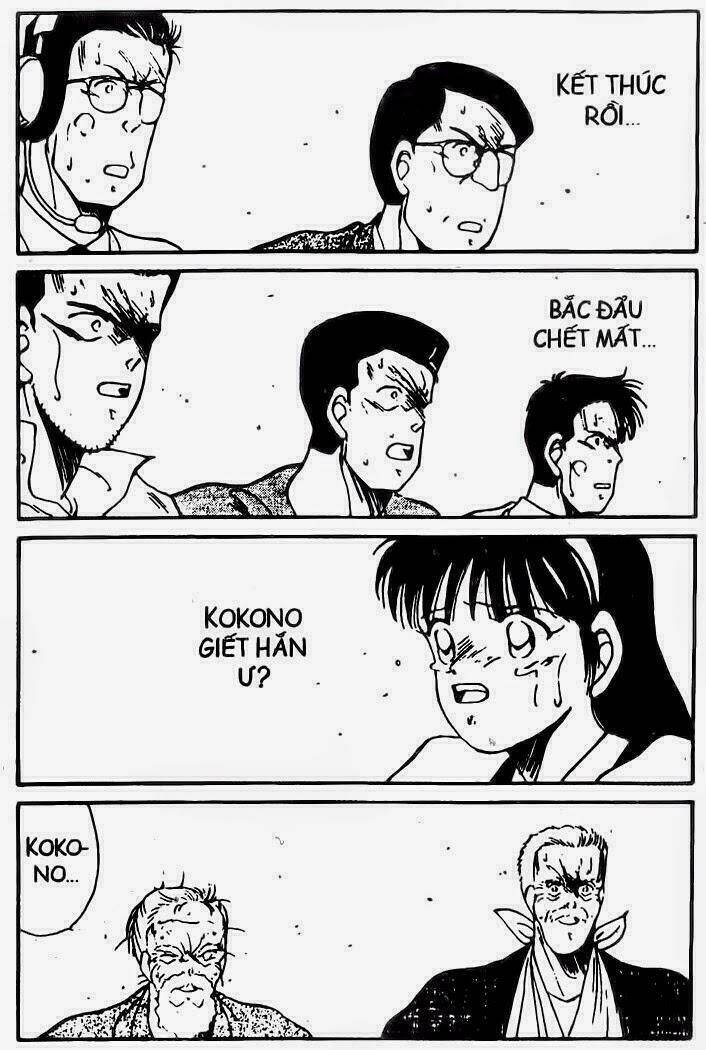 KẾT THÚC
RỒI...
BẮC ĐẨU
CHẾT MẤT...
KOKONO
GIẾT HẮN
Ư?
KOKO-
NO...